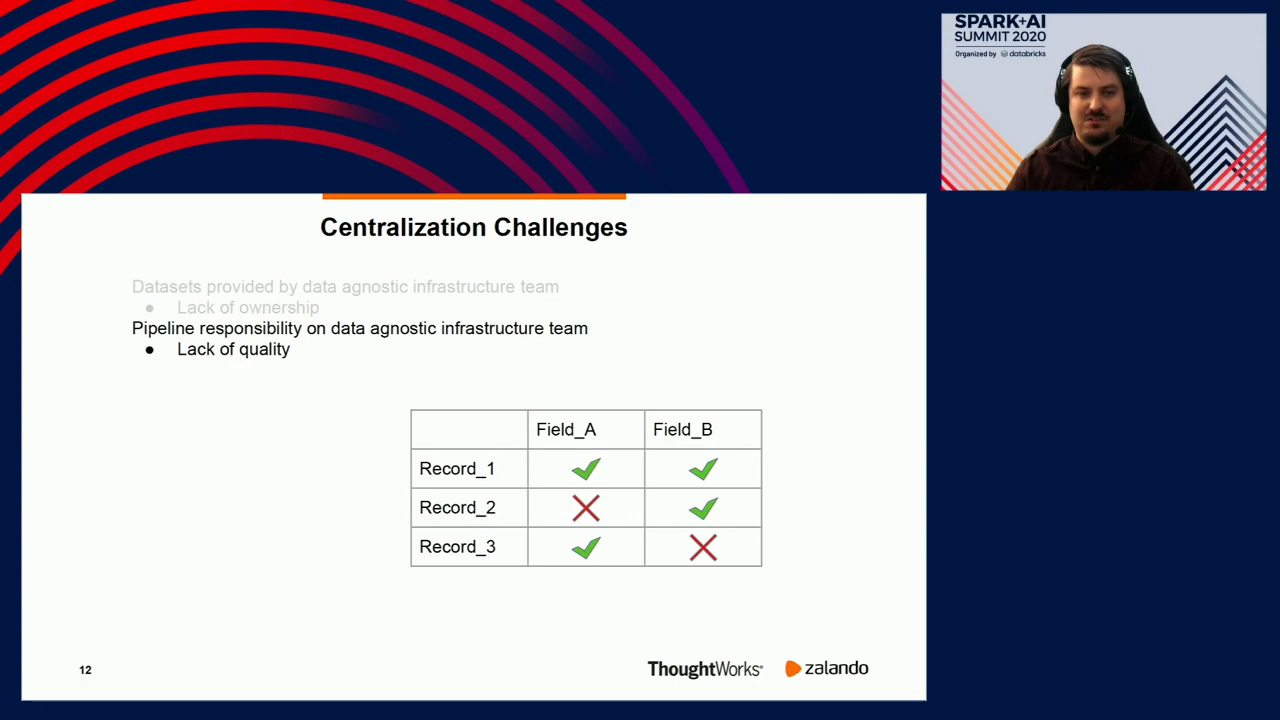 SPARK+AI
SUMMIT 2020
Organized by databricks
Centralization Challenges
Datasets provided by data agnostic infrastructure team
● Lack of ownership
Pipeline responsibility on data agnostic infrastructure team
● Lack of quality
Field_A Field_B
Record_1
Record_2
Record_3
12
ThoughtWorks®
zalando